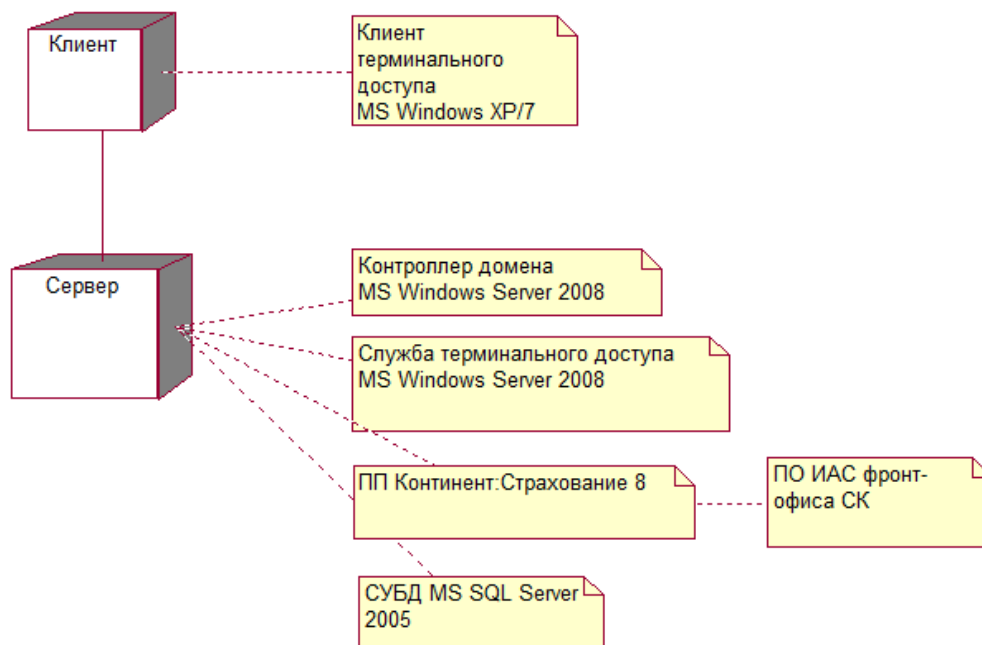 Клиент
Клиент
терминального
доступа
MS Windows XP/7
Сервер
Контроллер домена
MS Windows Server 2008
Служба терминального доступа
MS Windows Server 2008
ПП Континент:Страхование 8
ПО ИАС фронт-
офиса СК
СУБД MS SQL Server
2005